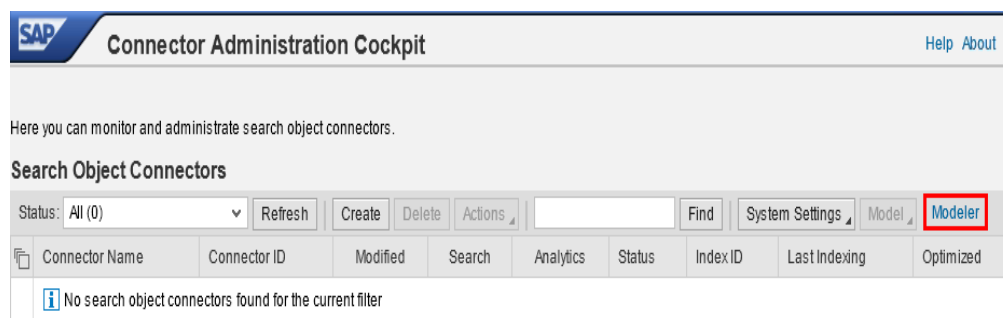 SAP Connector Administration Cockpit Help About
Here you can monitor and administrate search object connectors.
Search Object Connectors
Status: All (0) Refresh Create Delete Actions Find System Settings Model Modeler
Connector Name Connector ID Modified Search Analytics Status Index ID Last Indexing Optimized
No search object connectors found for the current filter